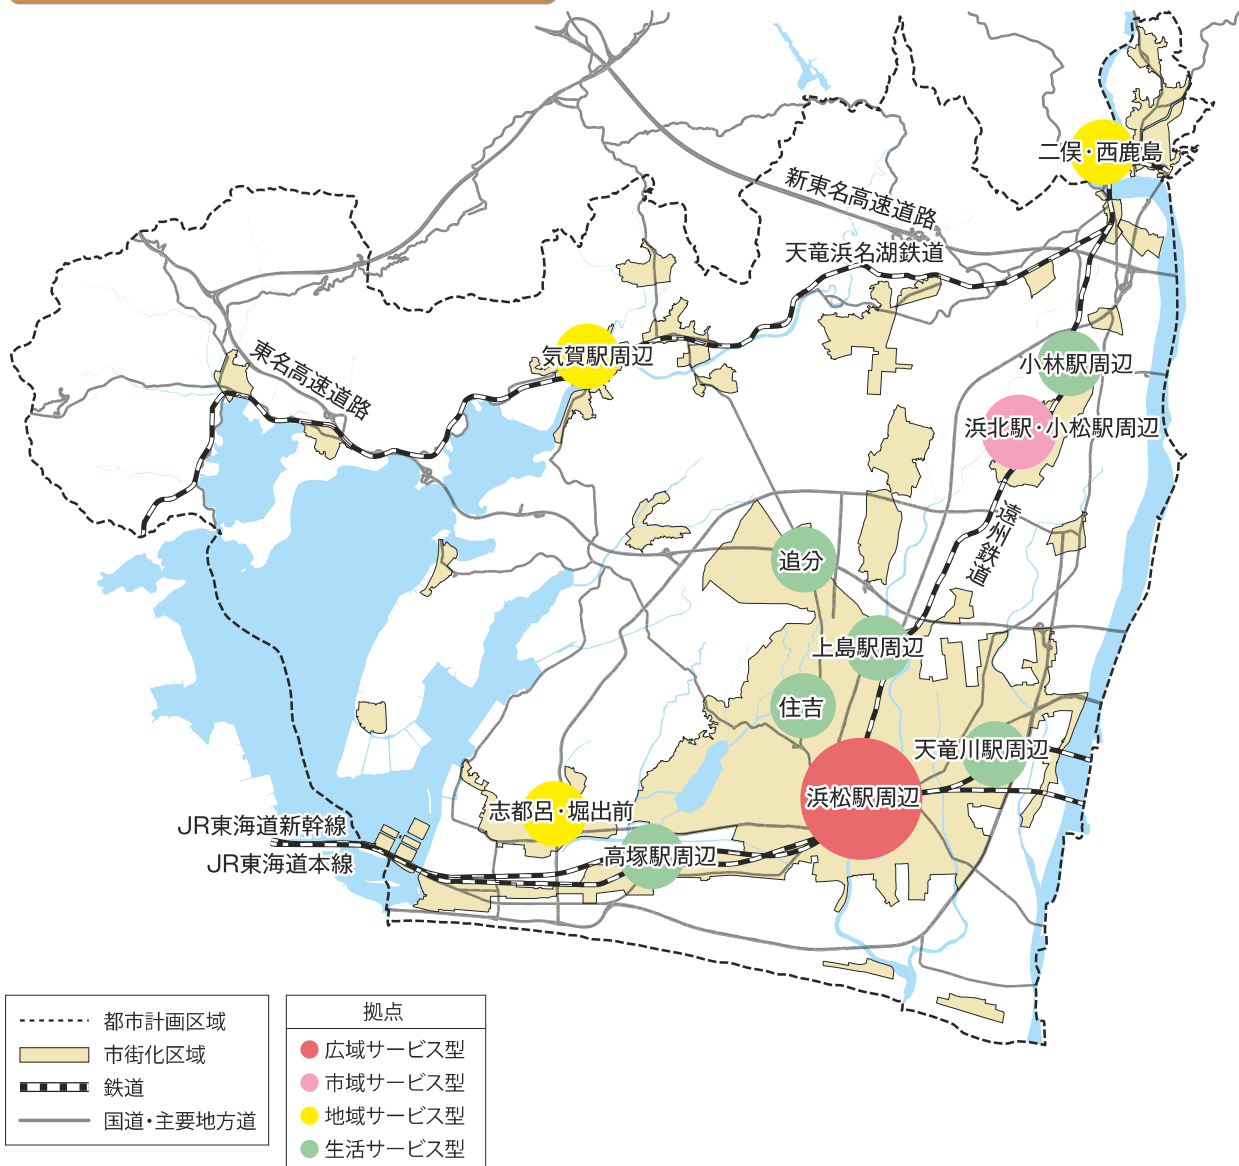 二俣・西鹿島
新東名高速道路
天竜浜名湖鉄道
気賀駅周辺
東名高速道路
小林駅周辺
浜北駅・小松駅周辺
遠州鉄道
追分
上島駅周辺
住吉
天竜川駅周辺
浜松駅周辺
志都呂・堀出前
JR東海道新幹線
高塚駅周辺
JR東海道本線
都市計画区域
市街化区域
鉄道
国道・主要地方道
拠点
広域サービス型
市域サービス型
地域サービス型
生活サービス型